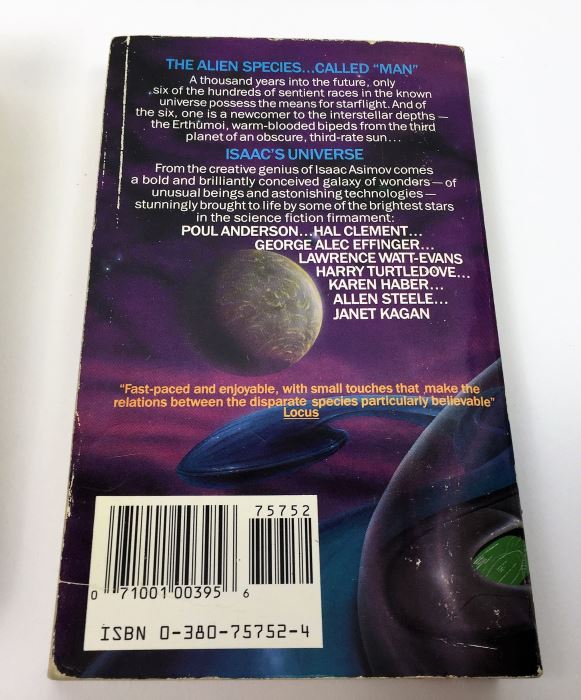 THE ALIEN SPECIES...CALLED "MAN"
A thousand years into the future, only
six of the hundreds of sentient races in the known
universe possess the means for starflight. And of
the six, one is a newcomer to the interstellar depths—
the Erthumoi, warm-blooded bipeds from the third
planet of an obscure, third-rate sun...
ISAAC'S UNIVERSE
From the creative genius of Isaac Asimov comes
a bold and brilliantly conceived galaxy of wonders—of
unusual beings and astonishing technologies—
stunningly brought to life by some of the brightest stars
in the science fiction firmament:
POUL ANDERSON...HAL CLEMENT...
GEORGE ALEC EFFINGER...
LAWRENCE WATT-EVANS
HARRY TURTLEDOVE...
KAREN HABER...
ALLEN STEELE...
JANET KAGAN
"Fast-paced and enjoyable, with small touches that make the
relations between the disparate species particularly believable"
Locus
75752
0 71001 00395 6
ISBN 0-380-75752-4